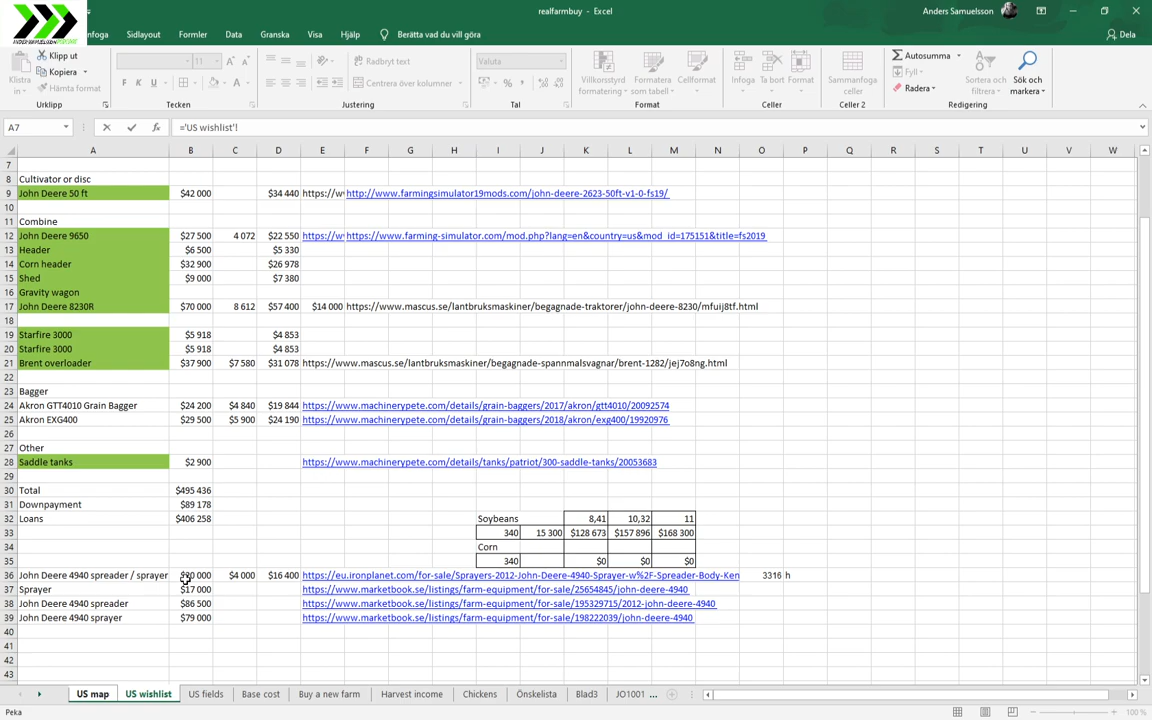 ANDERSAMUELSSONPODCAST
realfarmbuy - Excel
Anders Samuelsson
nfoga Sidlayout Formler Data Granska Visa Hjälp Berätta vad du vill göra Dela
Klistra in
Klipp ut
Kopiera
Hämta format
Urklipp
11
F K U
Tecken
Radbryt text
Centrera över kolumner
Justering
Valuta
Tal
Villkorsstyrd formatering
Formatera som tabell
Cellformat
Format
Infoga Ta bort Format
Celler
Sammanfoga celler
Celler 2
Autosumma
Fyll
Radera
Sortera och filtrera
Sök och markera
Redigering
A7 fx ='US wishlist'!
A B C D E F G H I J K L M N O P Q R S T U V W
7
8 Cultivator or disc
9 John Deere 50 ft $42 000 $34 440 https://w http://www.farmingsimulator19mods.com/john-deere-2623-50ft-v1-0-fs19/
10
11 Combine
12 John Deere 9650 $27 500 4 072 $22 550 https://w https://www.farming-simulator.com/mod.php?lang=en&country=us&mod_id=175151&title=fs2019
13 Header $6 500 $5 330
14 Corn header $32 900 $26 978
15 Shed $9 000 $7 380
16 Gravity wagon
17 John Deere 8230R $70 000 8 612 $57 400 $14 000 https://www.mascus.se/lantbruksmaskiner/begagnade-traktorer/john-deere-8230/mfuij8tf.html
18
19 Starfire 3000 $5 918 $4 853
20 Starfire 3000 $5 918 $4 853
21 Brent overloader $37 900 $7 580 $31 078 https://www.mascus.se/lantbruksmaskiner/begagnade-spannmalsvagnar/brent-1282/jej7o8ng.html
22
23 Bagger
24 Akron GTT4010 Grain Bagger $24 200 $4 840 $19 844 https://www.machinerypete.com/details/grain-baggers/2017/akron/gtt4010/20092574
25 Akron EXG400 $29 500 $5 900 $24 190 https://www.machinerypete.com/details/grain-baggers/2018/akron/exg400/19920976
26
27 Other
28 Saddle tanks $2 900 https://www.machinerypete.com/details/tanks/patriot/300-saddle-tanks/20053683
29
30 Total $495 436
31 Downpayment $89 178
32 Loans $406 258 Soybeans 8,41 10,32 11
33 340 15 300 $128 673 $157 896 $168 300
34 Corn
35 340 $0 $0 $0
36 John Deere 4940 spreader / sprayer $20 000 $4 000 $16 400 https://eu.ironplanet.com/for-sale/Sprayers-2012-John-Deere-4940-Sprayer-w%2F-Spreader-Body-Ken 3316 h
37 Sprayer $17 000 https://www.marketbook.se/listings/farm-equipment/for-sale/25654845/john-deere-4940
38 John Deere 4940 spreader $86 500 https://www.marketbook.se/listings/farm-equipment/for-sale/195329715/2012-john-deere-4940
39 John Deere 4940 sprayer $79 000 https://www.marketbook.se/listings/farm-equipment/for-sale/198222039/john-deere-4940
40
41
42
43
US map US wishlist US fields Base cost Buy a new farm Harvest income Chickens Önskelista Blad3 JO1001 ...
Peka 100 %